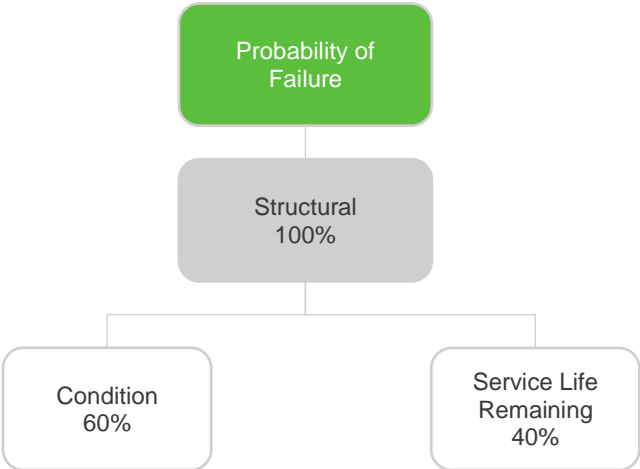 Probability of
Failure
Structural
100%
Condition
60%
Service Life
Remaining
40%